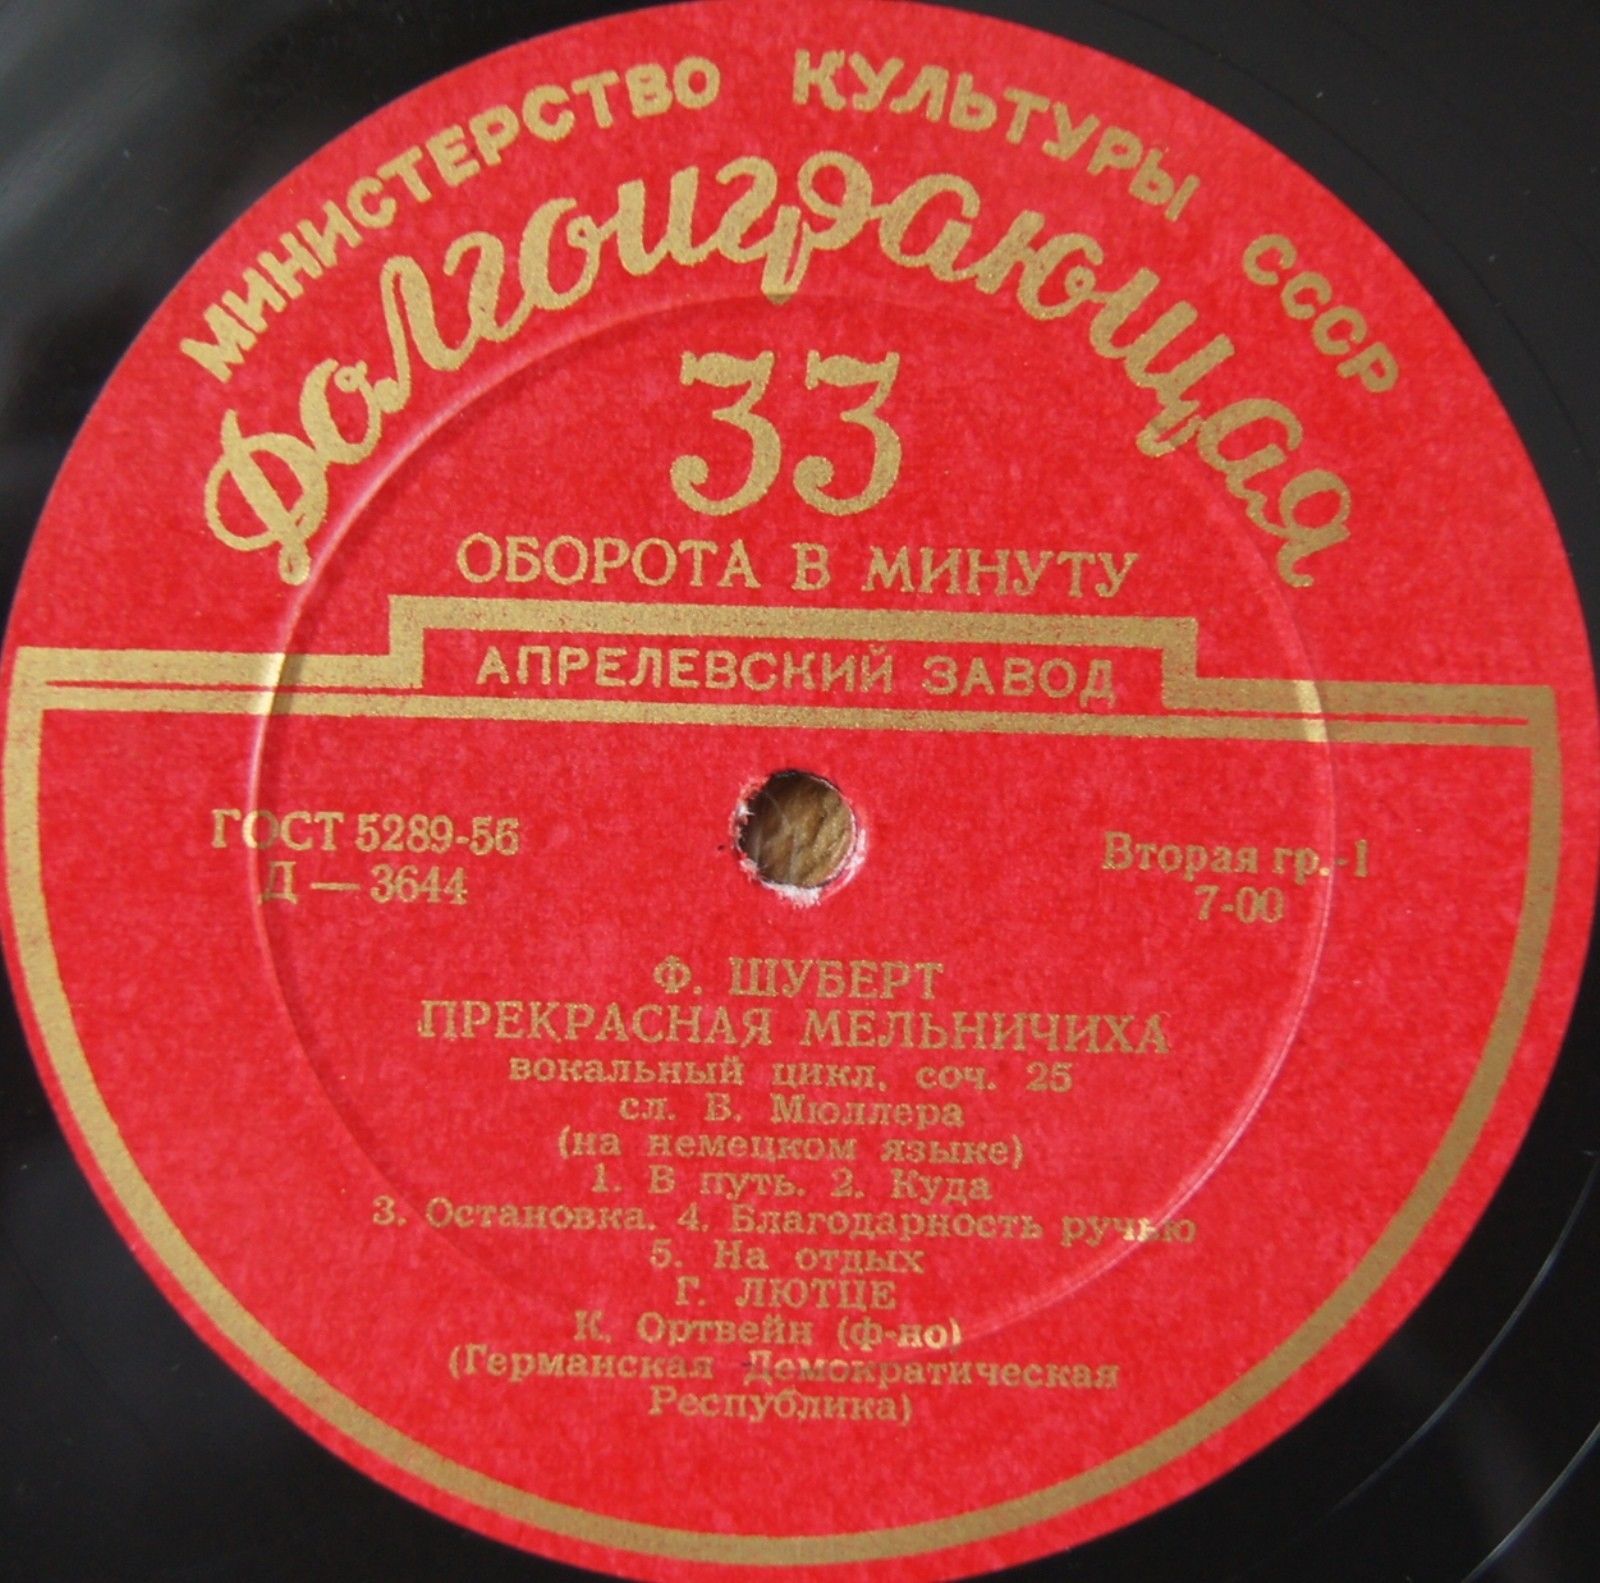 МИНИСТЕРСТВО КУЛЬТУРЫ СССР
Долгоиграющая
33
ОБОРОТА В МИНУТУ
АПРЕЛЕВСКИЙ ЗАВОД
ГОСТ 5289-56
Д — 3644
Вторая гр.-1
7-00
Ф. ШУБЕРТ
ПРЕКРАСНАЯ МЕЛЬНИЧИХА
вокальный цикл, соч. 25
сл. В. Мюллера
(на немецком языке)
1. В путь. 2. Куда
3. Остановка. 4. Благодарность ручью
5. На отдых
Г. ЛЮТЦЕ
К. Ортвейн (ф-но)
(Германская Демократическая
Республика)